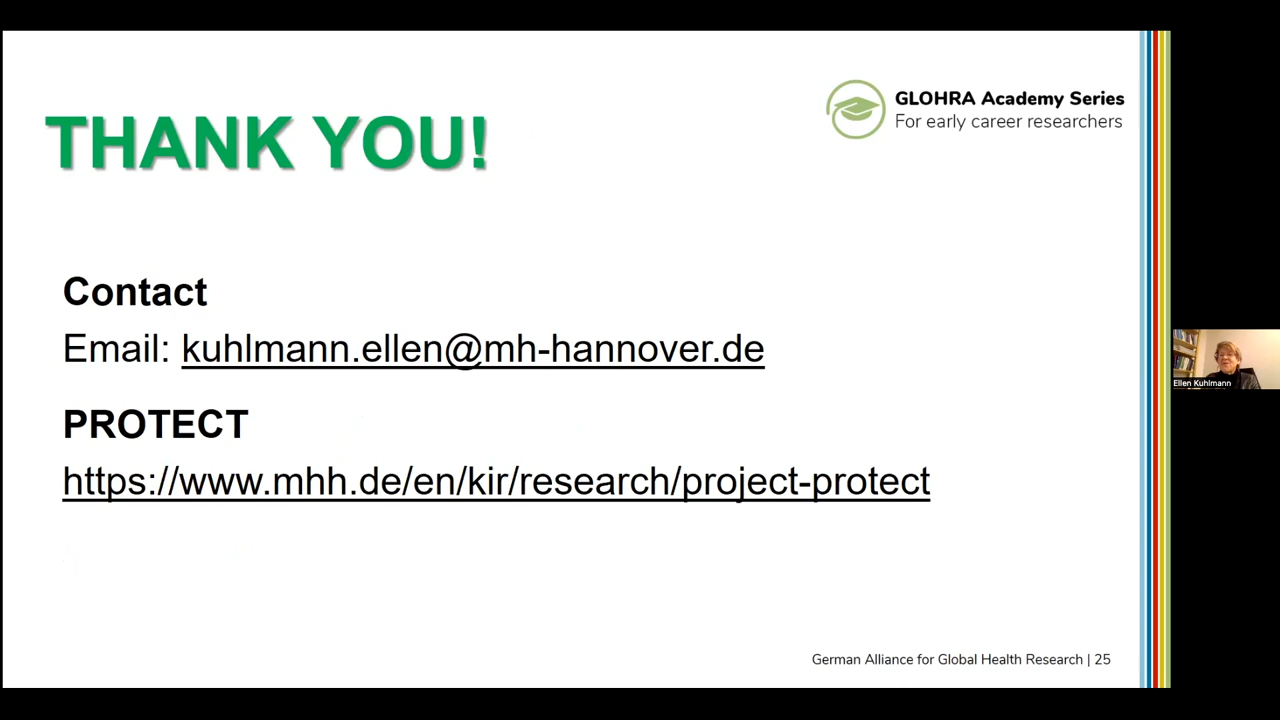 THANK YOU!
GLOHRA Academy Series
For early career researchers
Contact
Email: kuhlmann.ellen@mh-hannover.de
PROTECT
https://www.mhh.de/en/kir/research/project-protect
Ellen Kuhlmann
German Alliance for Global Health Research | 25